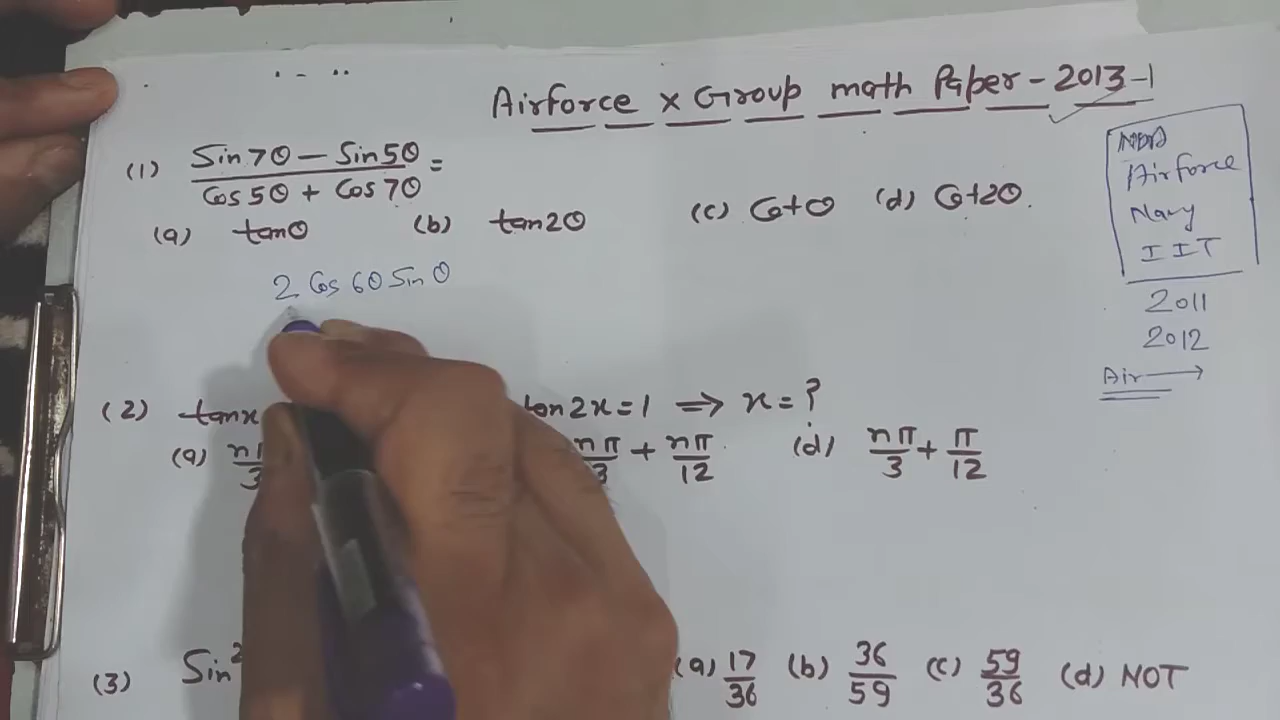 Airforce x Group math Paper - 2013-1
(1) Sin7θ − Sin5θ / Cos5θ + Cos7θ =
(a) tanθ (b) tan2θ (c) Cotθ (d) Cot2θ.
2 Cos 6θ Sin θ
NDA
Airforce
Navy
IIT
2011
2012
Air →
(2) tanx tan2x = 1 ⇒ x = ?
(a) nπ/3 + nπ/12 (d) nπ/3 + π/12
(3) Sin² (a) 17/36 (b) 36/59 (c) 59/36 (d) NOT